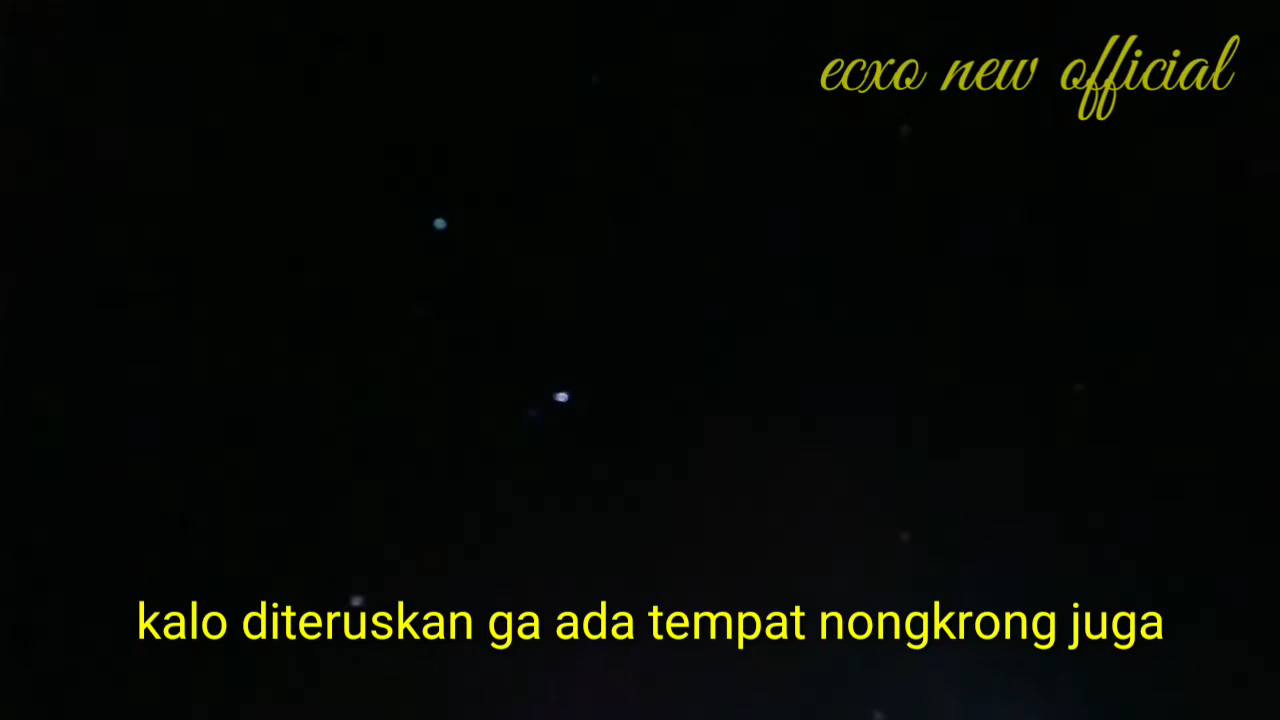 ecxo new official
kalo diteruskan ga ada tempat nongkrong juga